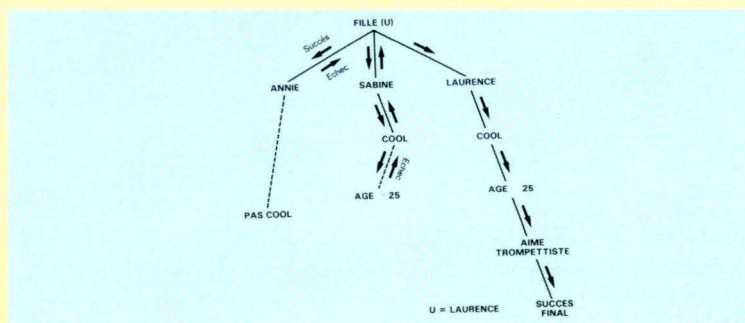 FILLE (U)
Succès
Echec
ANNIE
SABINE
LAURENCE
COOL
COOL
Echec
AGE 25
AGE 25
PAS COOL
AIME
TROMPETTISTE
U = LAURENCE
SUCCES
FINAL